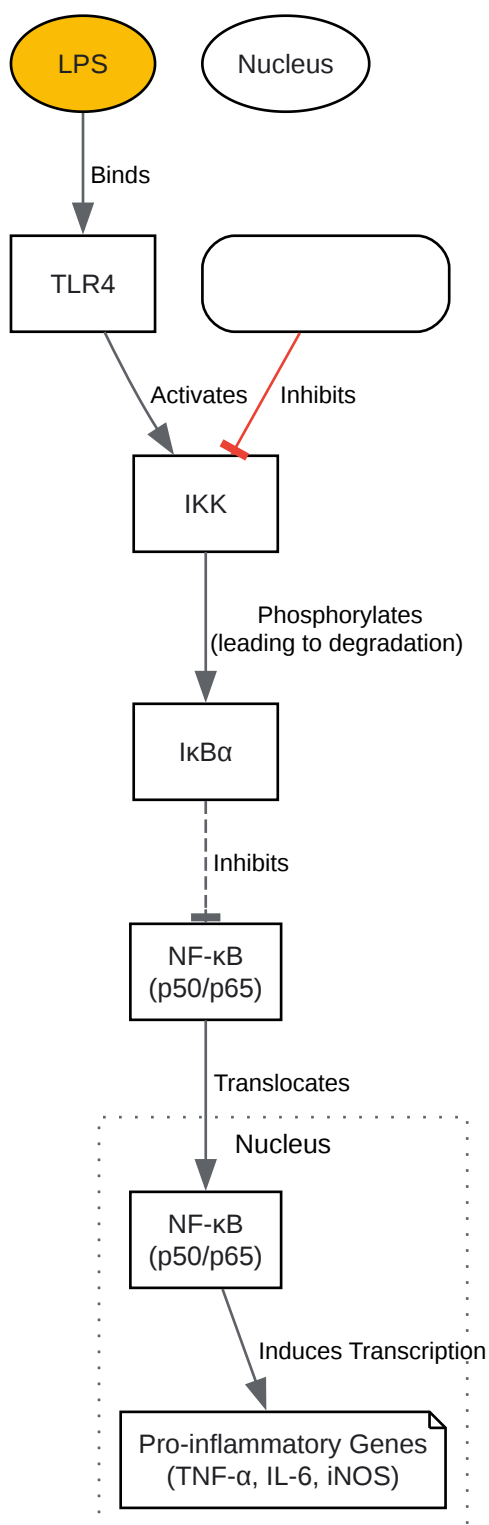 LPS
Nucleus
Binds
TLR4
Activates
Inhibits
IKK
Phosphorylates
(leading to degradation)
IκBα
Inhibits
NF-κB
(p50/p65)
Translocates
Nucleus
NF-κB
(p50/p65)
Induces Transcription
Pro-inflammatory Genes
(TNF-α, IL-6, iNOS)